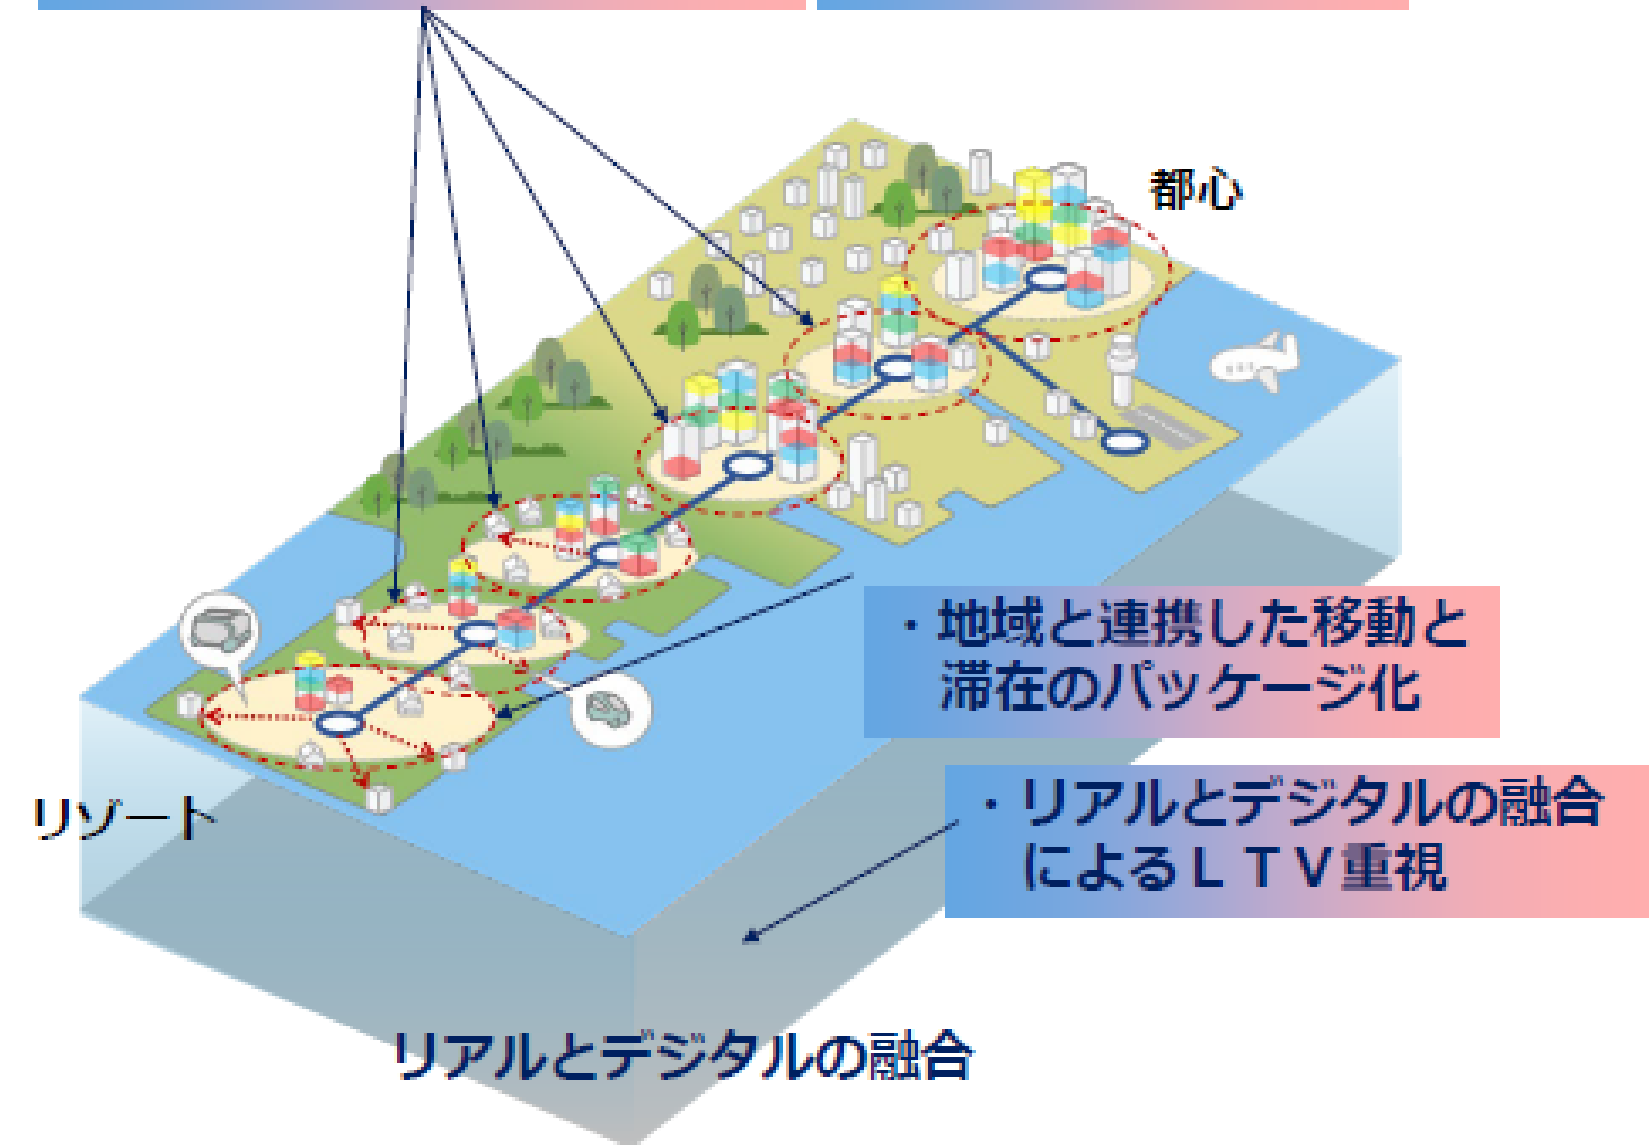 都心
・地域と連携した移動と
滞在のパッケージ化
・リアルとデジタルの融合
によるＬＴＶ重視
リゾート
リアルとデジタルの融合